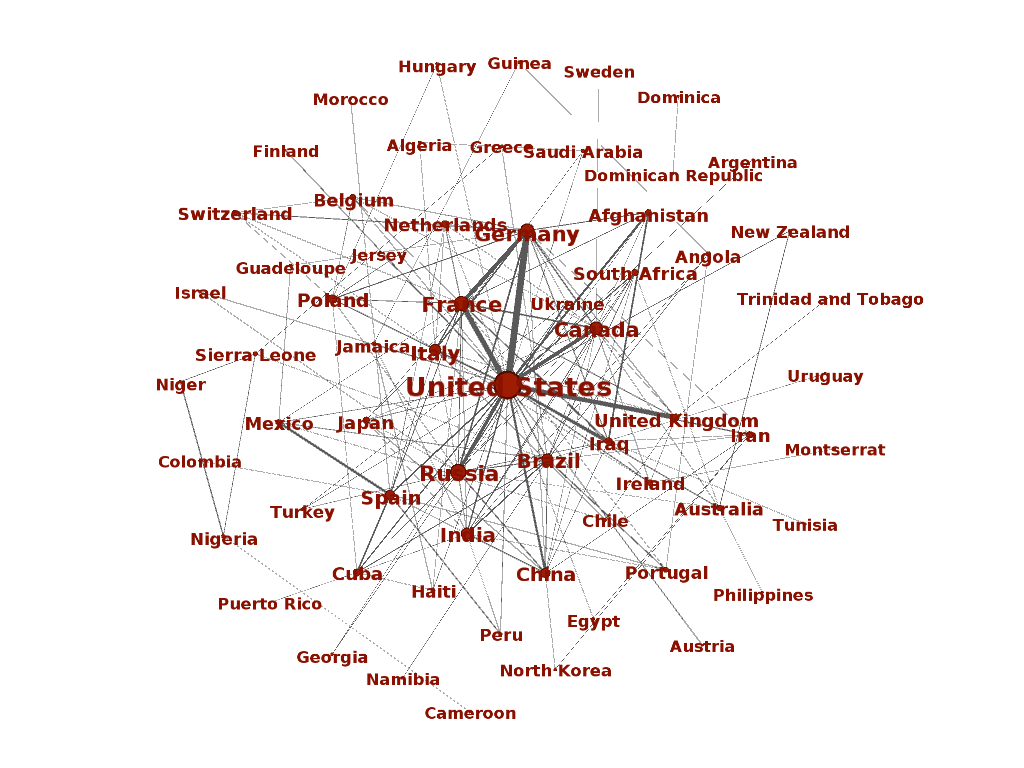 Hungary
Guinea
Sweden
Morocco
Dominica
Finland
Algeria
Greece
Saudi Arabia
Argentina
Dominican Republic
Switzerland
Belgium
Netherlands
Germany
Afghanistan
New Zealand
Guadeloupe
Jersey
South Africa
Angola
Israel
Poland
France
Ukraine
Canada
Trinidad and Tobago
Sierra Leone
Jamaica
Italy
Niger
United States
Uruguay
Mexico
Japan
United Kingdom
Iraq
Iran
Colombia
Russia
Brazil
Montserrat
Turkey
Spain
Ireland
Australia
Nigeria
India
Chile
Tunisia
Cuba
China
Portugal
Puerto Rico
Haiti
Philippines
Georgia
Peru
Egypt
Austria
Namibia
North Korea
Cameroon